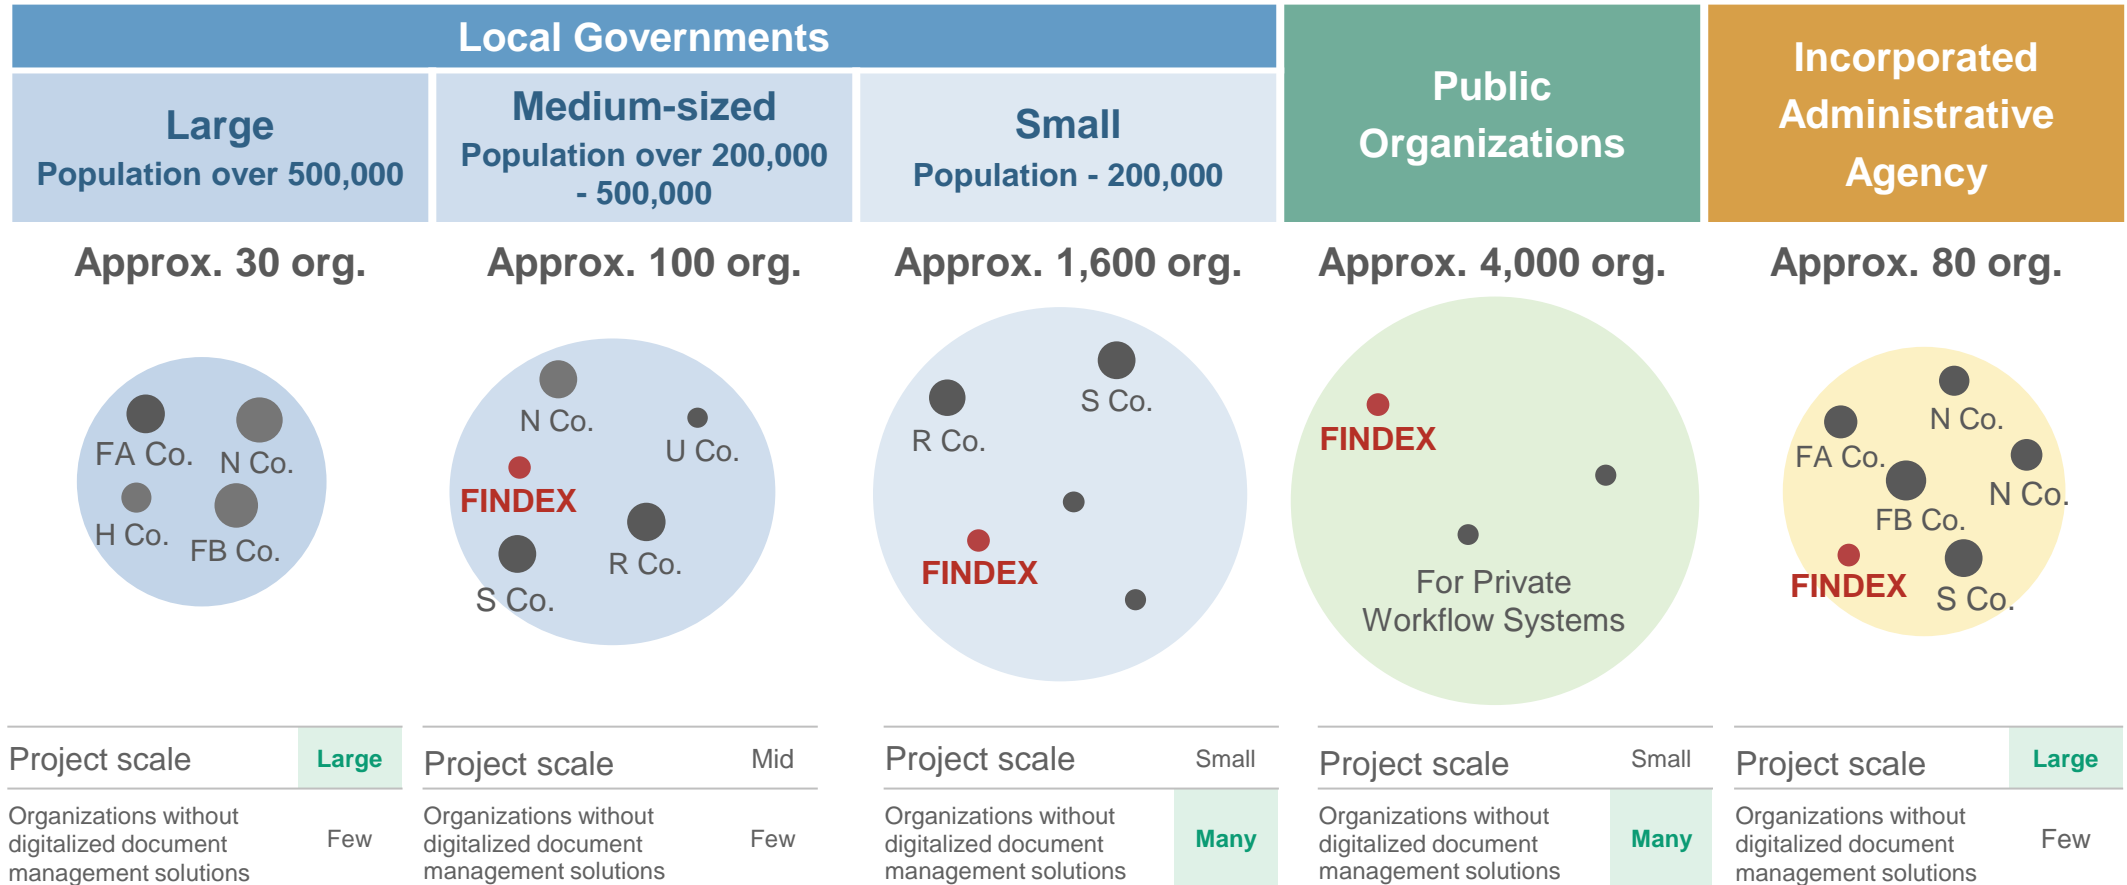 Local Governments
Large
Population over 500,000
Medium-sized
Population over 200,000
- 500,000
Small
Population - 200,000
Public
Organizations
Incorporated
Administrative
Agency
Approx. 30 org.
Approx. 100 org.
Approx. 1,600 org.
Approx. 4,000 org.
Approx. 80 org.
FA Co.
N Co.
H Co.
FB Co.
N Co.
U Co.
FINDEX
R Co.
S Co.
S Co.
R Co.
FINDEX
FINDEX
For Private
Workflow Systems
N Co.
FA Co.
N Co.
FB Co.
FINDEX
S Co.
Project scale
Large
Organizations without
digitalized document
management solutions
Few
Project scale
Mid
Organizations without
digitalized document
management solutions
Few
Project scale
Small
Organizations without
digitalized document
management solutions
Many
Project scale
Small
Organizations without
digitalized document
management solutions
Many
Project scale
Large
Organizations without
digitalized document
management solutions
Few